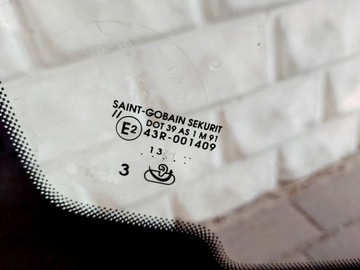 SAINT-GOBAIN SEKURIT
// DOT 39 AS 1 M 91
E2 43R-001409
13
3